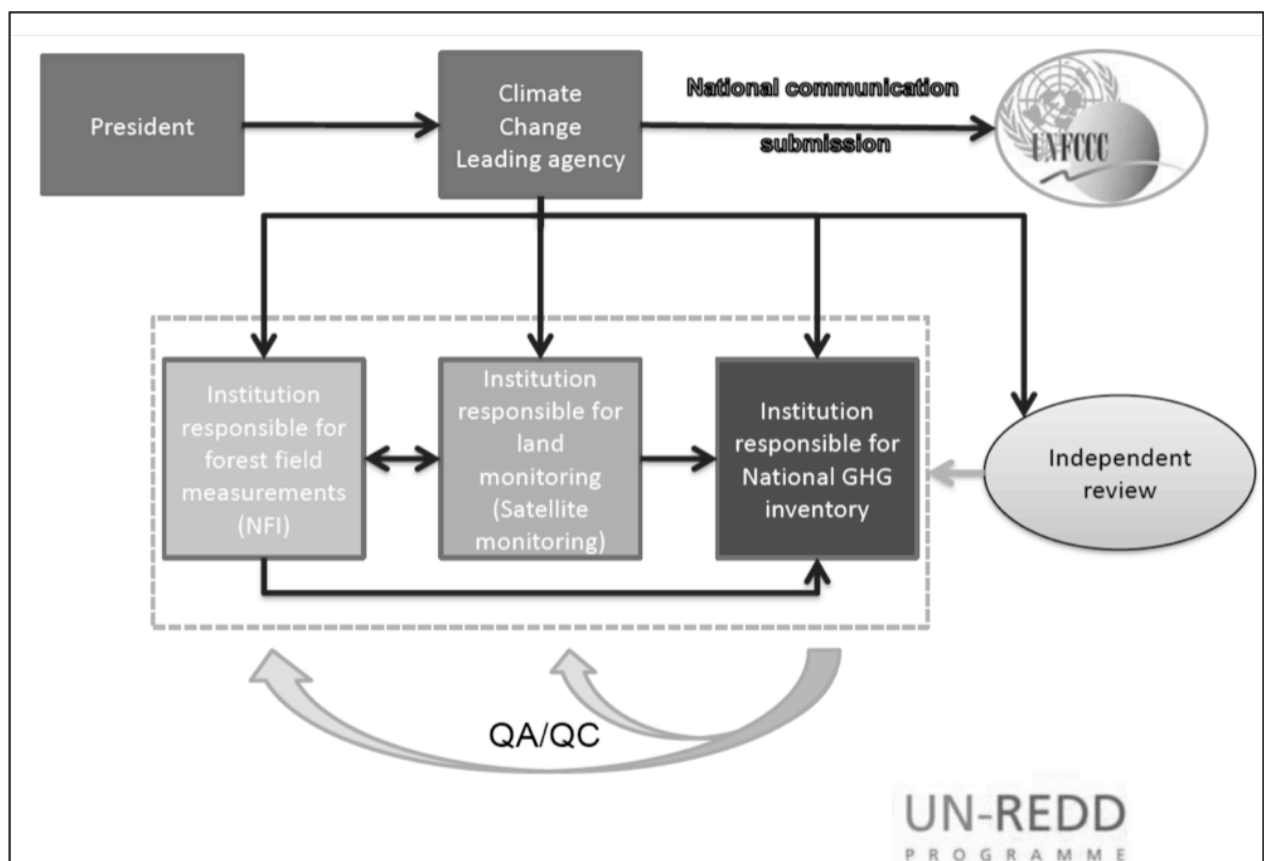 President
Climate
Change
Leading agency
National communication
submission
UNFCCC
Institution
responsible for
forest field
measurements
(NFI)
Institution
responsible for
land
monitoring
(Satellite
monitoring)
Institution
responsible for
National GHG
inventory
Independent
review
QA/QC
UN-REDD
PROGRAMME